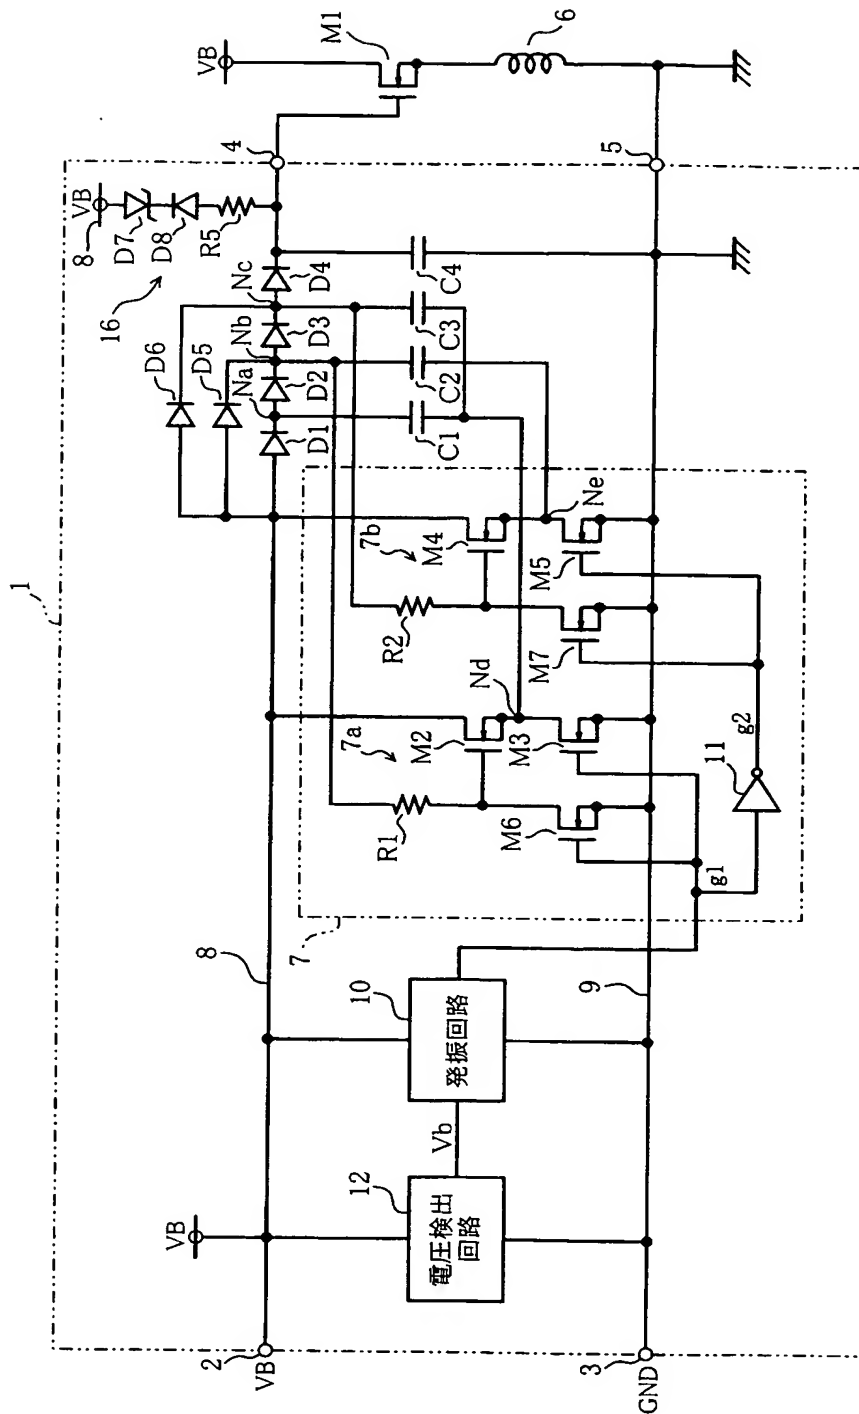 1
VB
2
VB
GND
3
8
9
12
電圧検出
回路
Vb
10
発振回路
7
g1
11
g2
7a
R1
M2
M6
M3
Nd
7b
R2
M4
M7
M5
Ne
D6
D5
Na
Nb
Nc
D1
D2
D3
D4
C1
C2
C3
C4
16
8
VB
D7
D8
R5
4
5
VB
M1
6